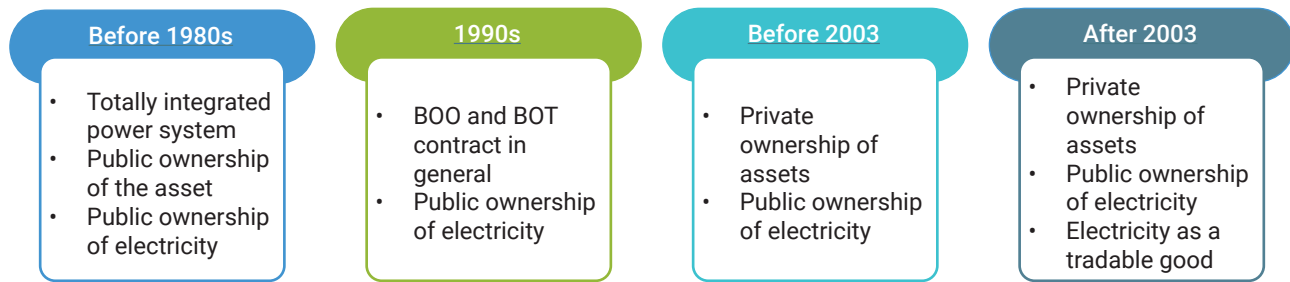 Before 1980s
• Totally integrated
power system
• Public ownership
of the asset
• Public ownership
of electricity
1990s
• BOO and BOT
contract in
general
• Public ownership
of electricity
Before 2003
• Private
ownership of
assets
• Public ownership
of electricity
After 2003
• Private
ownership of
assets
• Public ownership
of electricity
• Electricity as a
tradable good